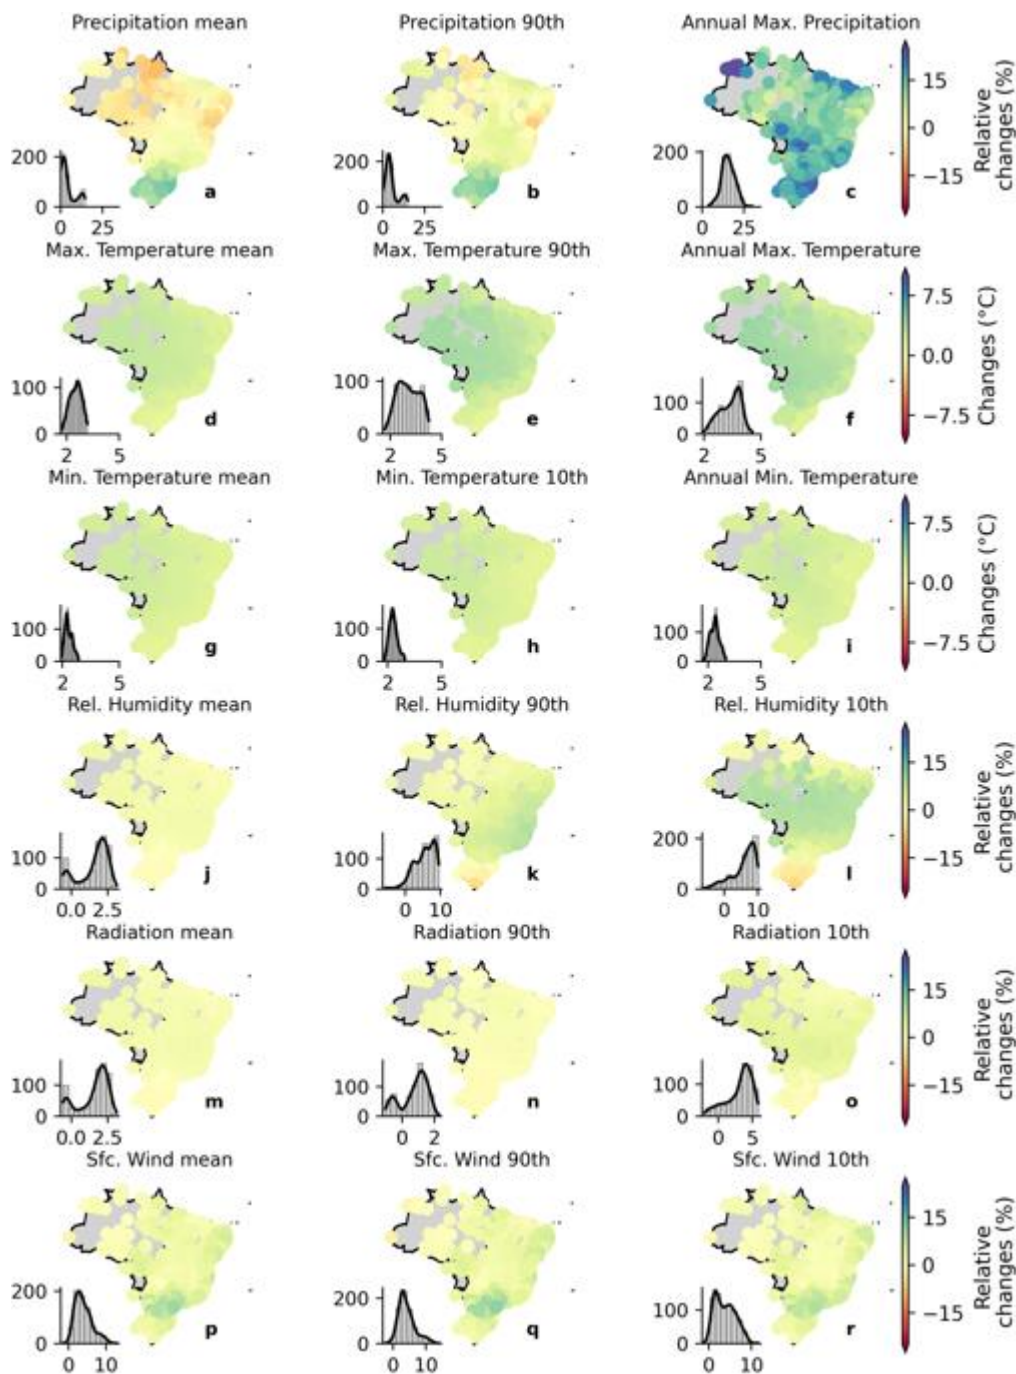 Precipitation mean
Precipitation 90th
Annual Max. Precipitation
200
0
0 25
a
200
0
0 25
b
200
0
0 25
c
15
0
−15
Relative
changes (%)
Max. Temperature mean
Max. Temperature 90th
Annual Max. Temperature
100
0
2 5
d
100
0
2 5
e
100
0
2 5
f
7.5
0.0
−7.5
Changes (°C)
Min. Temperature mean
Min. Temperature 10th
Annual Min. Temperature
100
0
2 5
g
100
0
2 5
h
100
0
2 5
i
7.5
0.0
−7.5
Changes (°C)
Rel. Humidity mean
Rel. Humidity 90th
Rel. Humidity 10th
100
0
0.0 2.5
j
100
0
0 10
k
200
0
0 10
l
15
0
−15
Relative
changes (%)
Radiation mean
Radiation 90th
Radiation 10th
100
0
0.0 2.5
m
100
0
0 2
n
100
0
0 5
o
15
0
−15
Relative
changes (%)
Sfc. Wind mean
Sfc. Wind 90th
Sfc. Wind 10th
200
0
0 10
p
200
0
0 10
q
100
0
0 10
r
15
0
−15
Relative
changes (%)